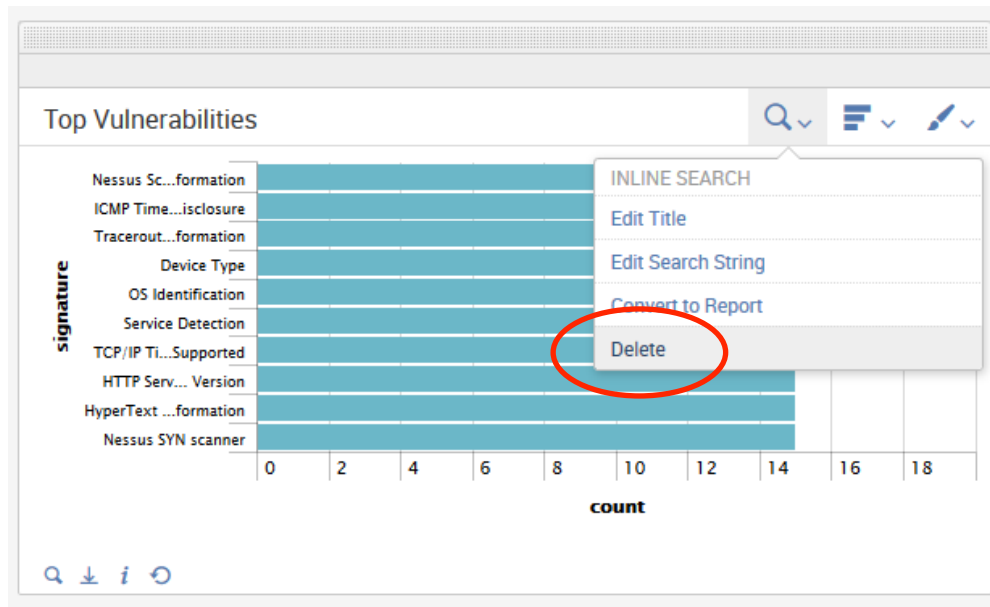 Top Vulnerabilities
INLINE SEARCH
Edit Title
Edit Search String
Convert to Report
Delete
signature
Nessus Sc...formation
ICMP Time...isclosure
Tracerout...formation
Device Type
OS Identification
Service Detection
TCP/IP Ti...Supported
HTTP Serv... Version
HyperText ...formation
Nessus SYN scanner
0 2 4 6 8 10 12 14 16 18
count